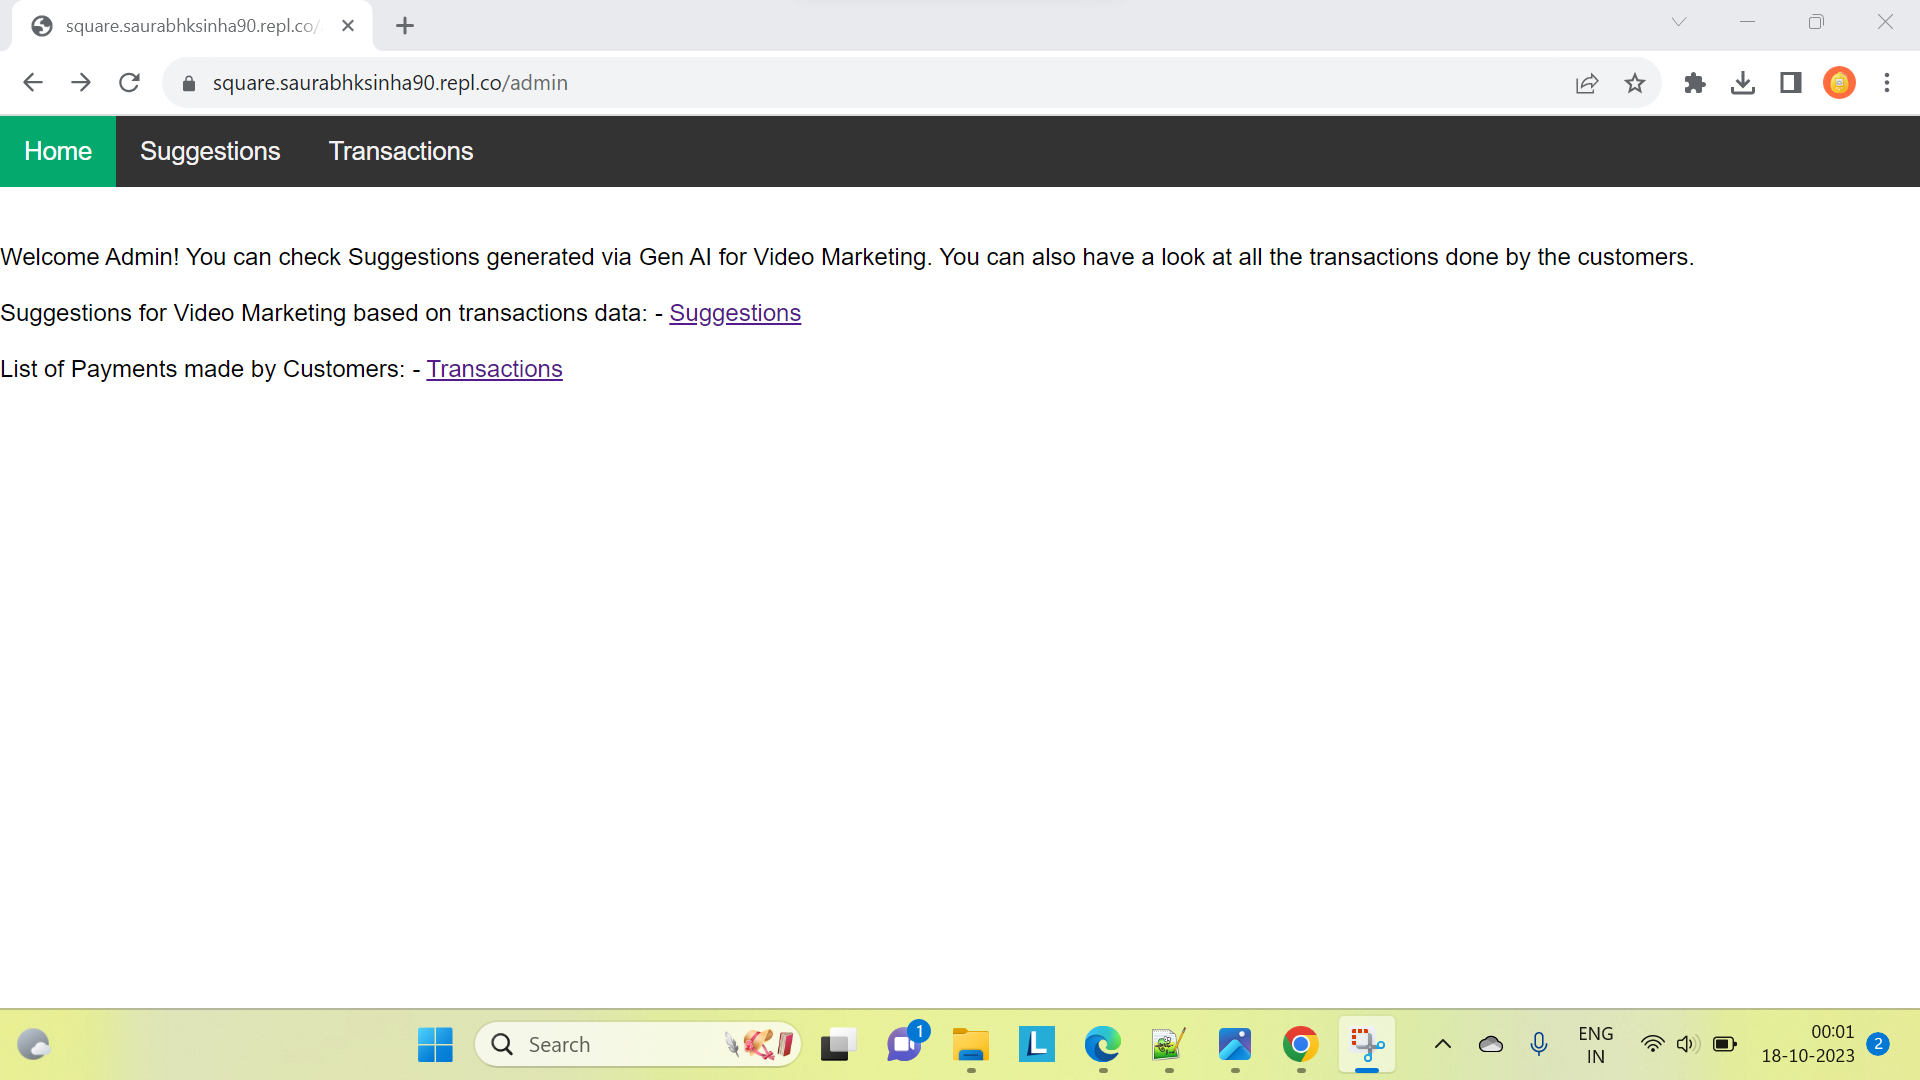 square.saurabhksinha90.repl.co/
square.saurabhksinha90.repl.co/admin
Home Suggestions Transactions
Welcome Admin! You can check Suggestions generated via Gen AI for Video Marketing. You can also have a look at all the transactions done by the customers.
Suggestions for Video Marketing based on transactions data: - Suggestions
List of Payments made by Customers: - Transactions
Search
1
L
ENG
IN
00:01
18-10-2023
2